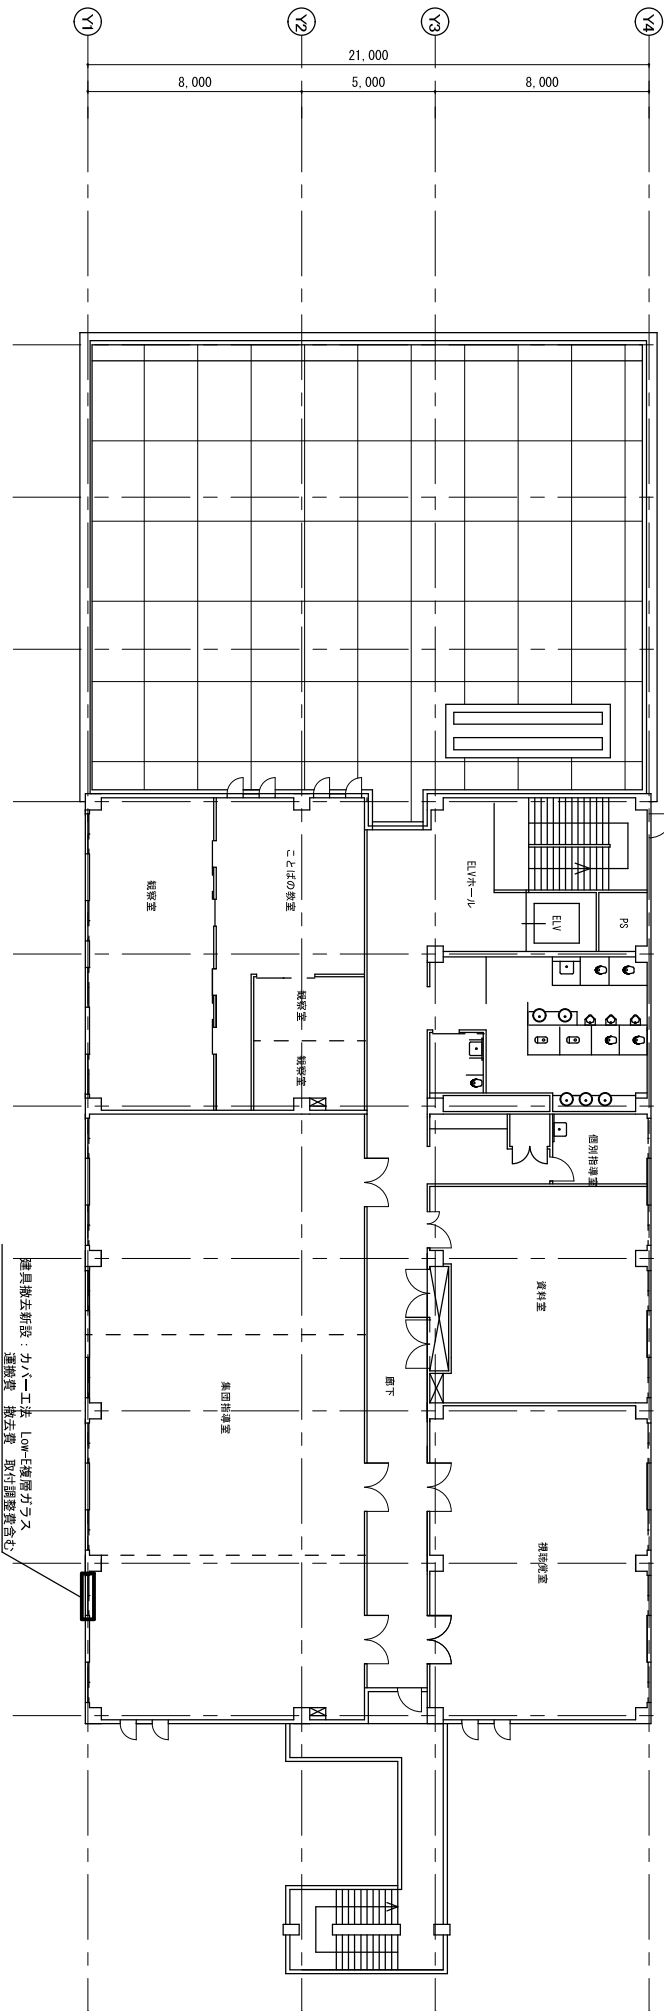 Y1
Y2
Y3
Y4
21,000
8,000
5,000
8,000
観察室
ことばの教室
観察室
観察室
ELVホール
ELV
PS
個別指導室
資料室
廊下
集団指導室
視聴覚室
建具撤去新設：カバー工法 Low-E複層ガラス
運搬費 撤去費 取付調整費含む